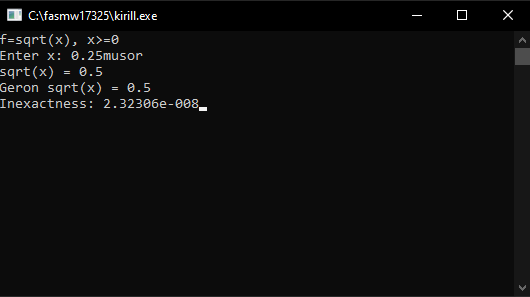 C:\fasmw17325\kirill.exe
f=sqrt(x), x>=0
Enter x: 0.25musor
sqrt(x) = 0.5
Geron sqrt(x) = 0.5
Inexactness: 2.32306e-008